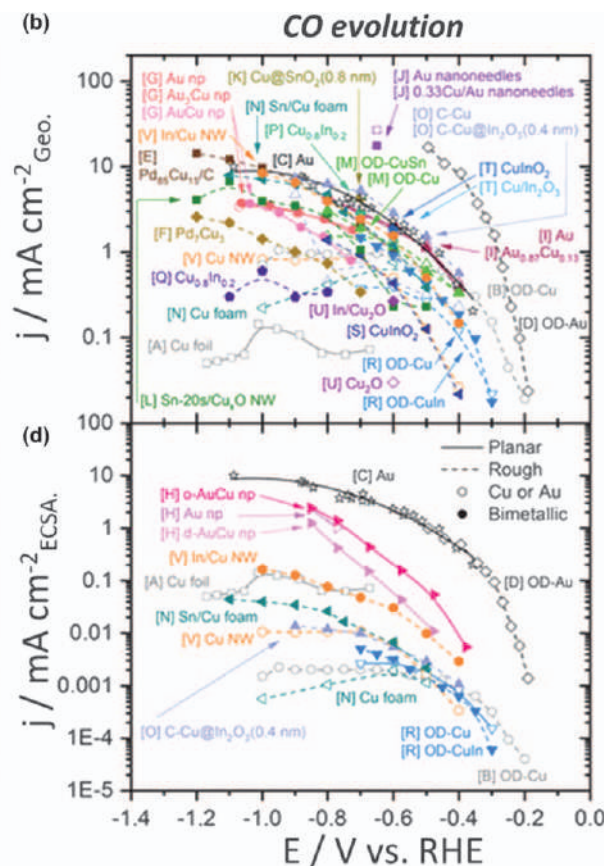 (b)
CO evolution
j / mA cm⁻² Geo.
100
10
1
0.1
100
[G] Au np
[G] Au₂Cu np
[G] AuCu np
[V] In/Cu NW
[E]
Pd₈₅Cu₁₅/C
[F] Pd₇Cu₃
[V] Cu NW
[Q] Cu₀.₈In₀.₂
[N] Cu foam
[A] Cu foil
[L] Sn-20s/CuₓO NW
[K] Cu@SnO₂(0.8 nm)
[N] Sn/Cu foam
[P] Cu₀.₈In₀.₂
[C] Au
[J] Au nanoneedles
[J] 0.33Cu/Au nanoneedles
[O] C-Cu
[O] C-Cu@In₂O₃(0.4 nm)
[M] OD-CuSn
[M] OD-Cu
[T] CuInO₂
[T] Cu/In₂O₃
[I] Au
[I] Au₀.₈₇Cu₀.₁₃
[B] OD-Cu
[D] OD-Au
[U] In/Cu₂O
[S] CuInO₂
[R] OD-Cu
[U] Cu₂O
[R] OD-CuIn
(d)
j / mA cm⁻² ECSA.
10
1
0.1
0.01
0.001
1E-4
1E-5
[C] Au
Planar
Rough
Cu or Au
Bimetallic
[H] o-AuCu np
[H] Au np
[H] d-AuCu np
[V] In/Cu NW
[A] Cu foil
[D] OD-Au
[N] Sn/Cu foam
[V] Cu NW
[N] Cu foam
[O] C-Cu@In₂O₃(0.4 nm)
[R] OD-Cu
[R] OD-CuIn
[B] OD-Cu
-1.4 -1.2 -1.0 -0.8 -0.6 -0.4 -0.2 0.0
E / V vs. RHE